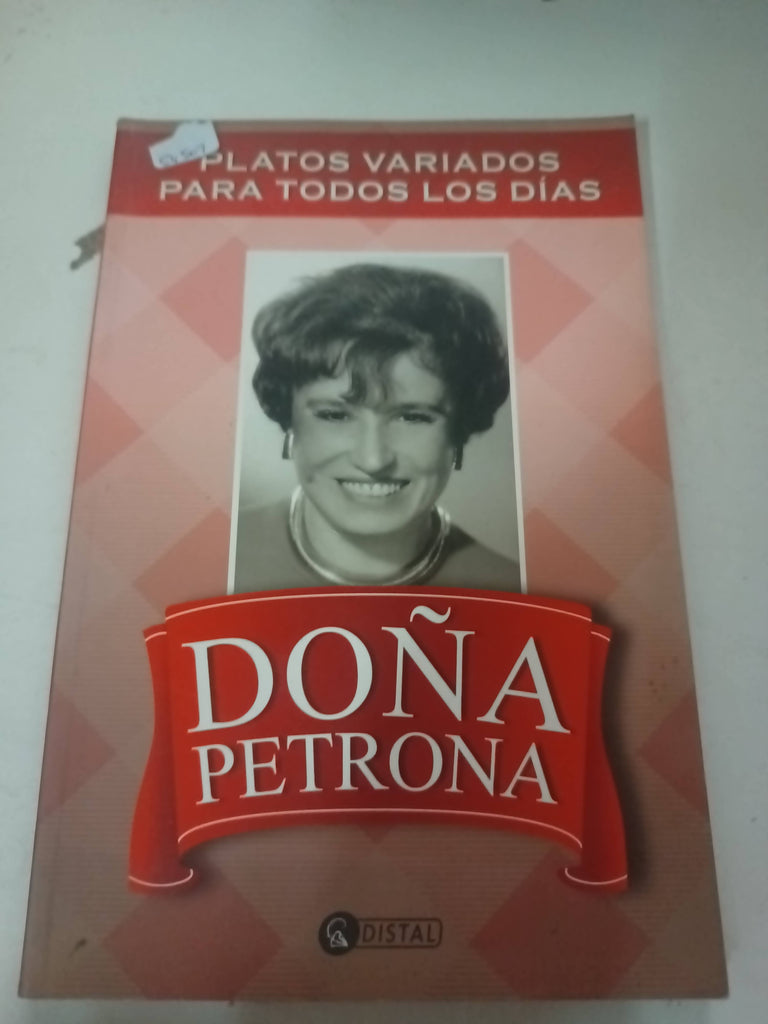 PLATOS VARIADOS
PARA TODOS LOS DÍAS
DOÑA
PETRONA
DISTAL